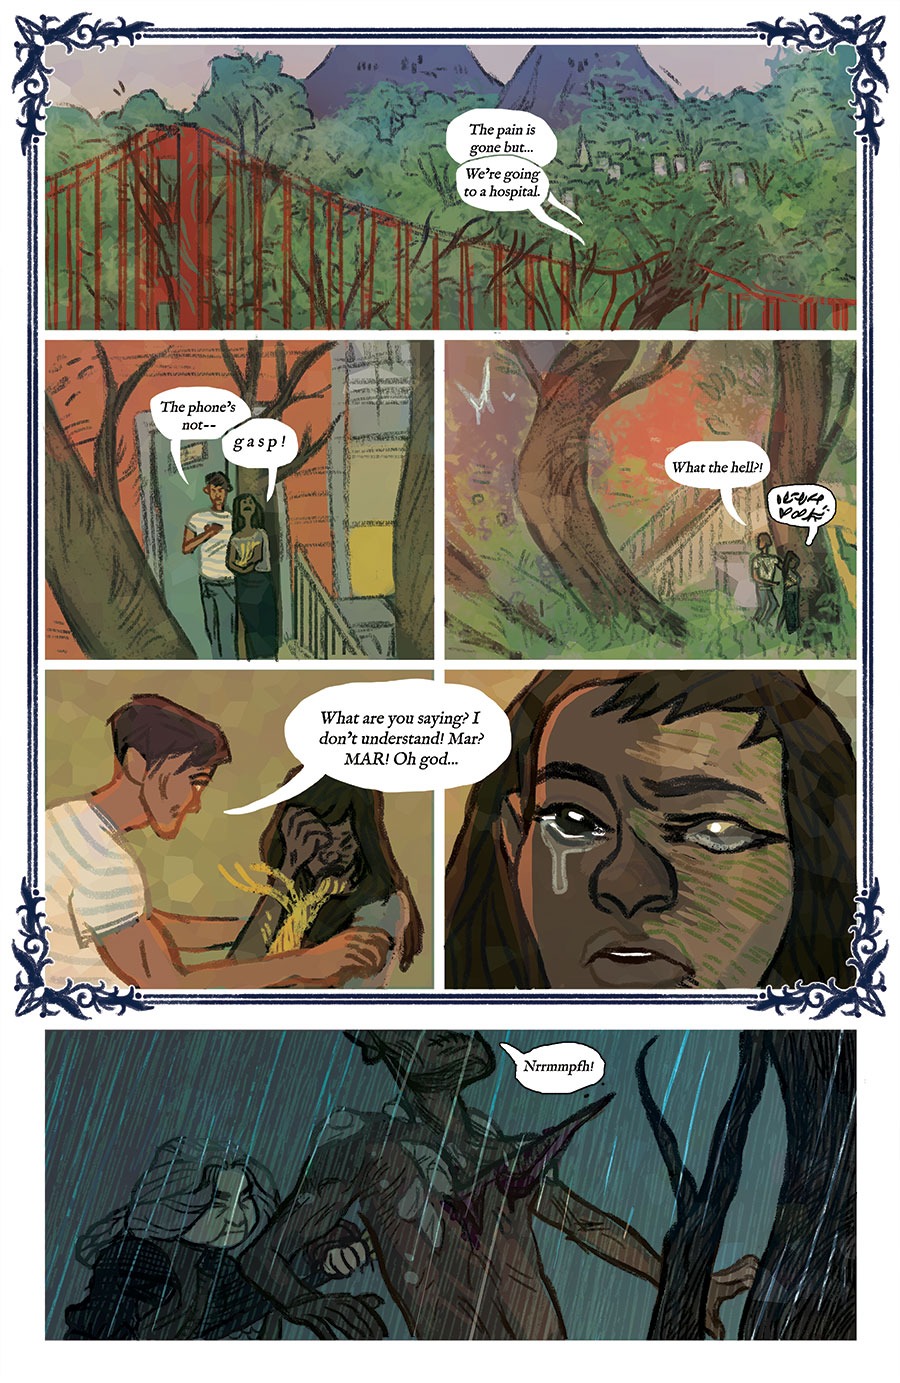 The pain is
gone but...
We're going
to a hospital.
The phone's
not--
gasp!
What the hell?!
What are you saying? I
don't understand! Mar?
MAR! Oh god...
Nrrmmpfh!